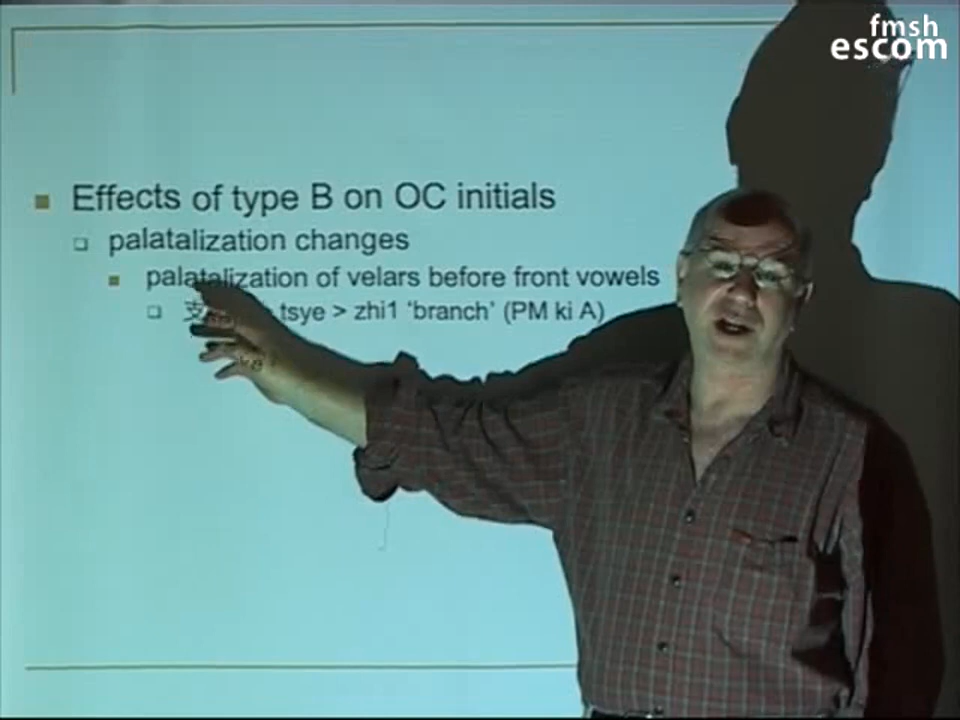 fmsh
escom
Effects of type B on OC initials
palatalization changes
palatalization of velars before front vowels
支 > tsye > zhi1 ‘branch’ (PM ki A)